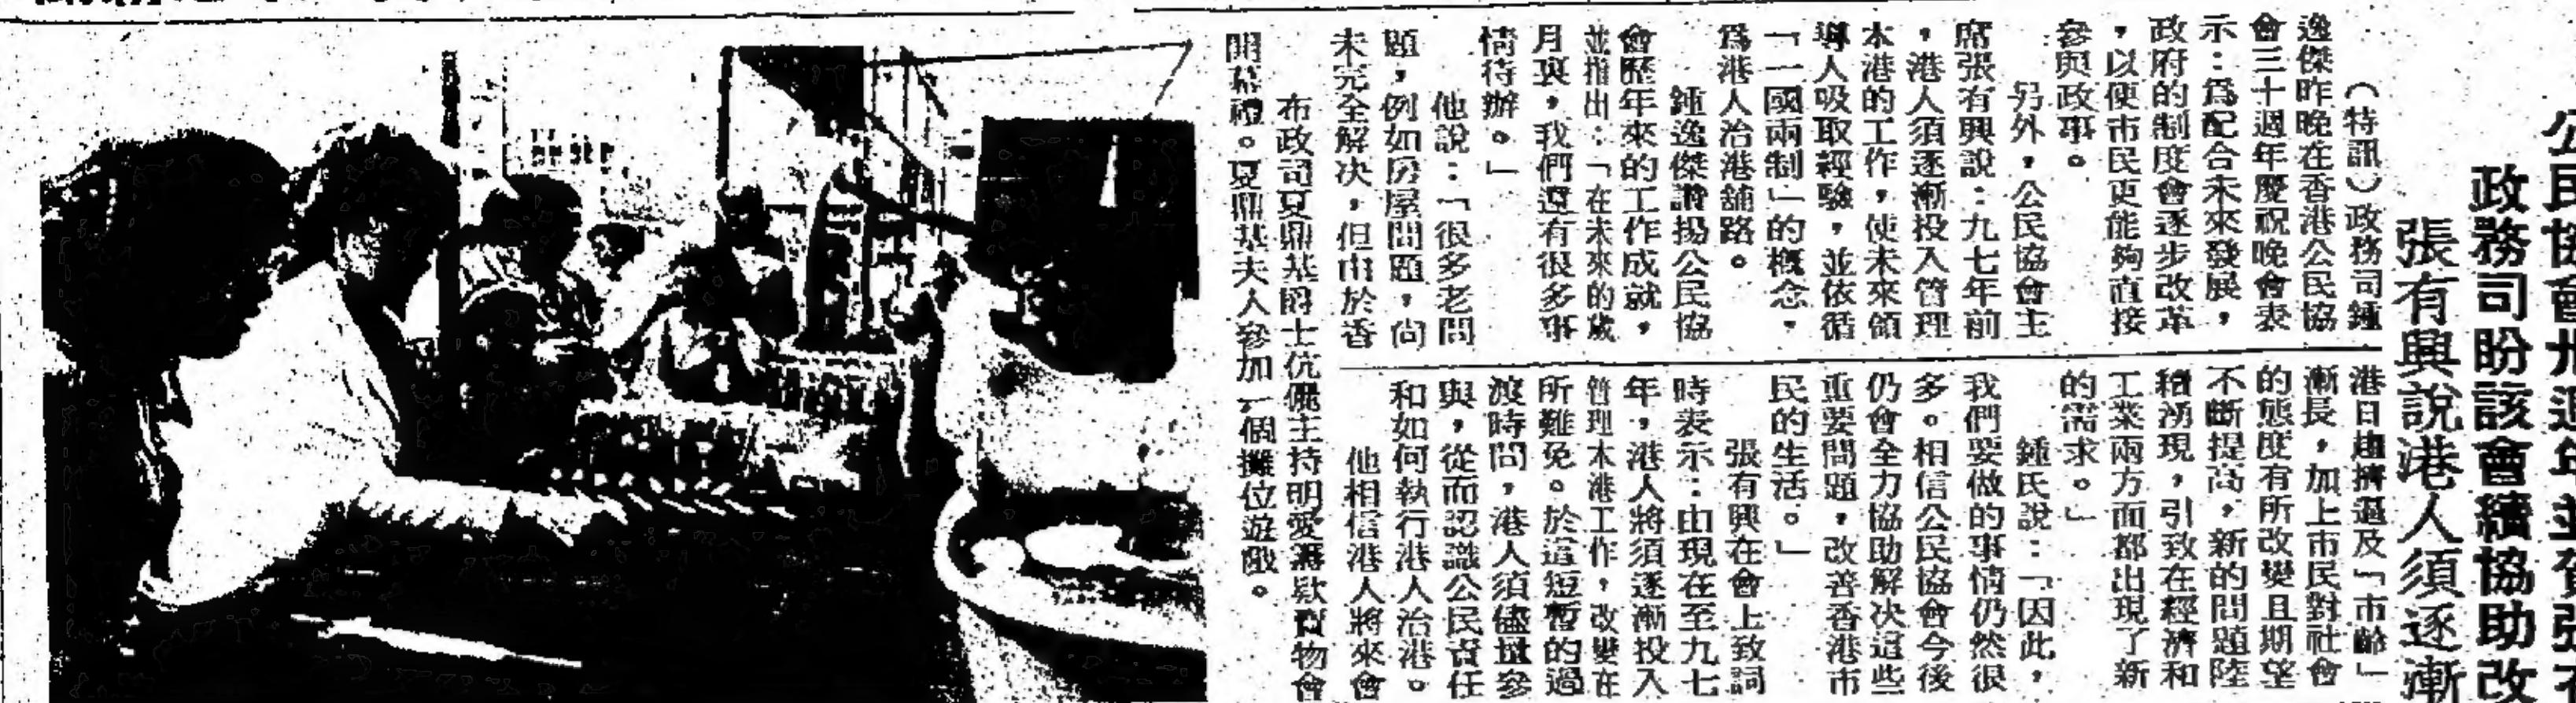 政務司盼該會續協助改
張有興說港人須逐漸
（特訊）政務司鍾
逸傑昨晚在香港公民協
會三十週年慶祝晚會表
示：爲配合未來發展，
政府的制度會逐步改革
，以便市民更能夠直接
參與政事。
另外，公民協會主
席張有興說：九七年前
，港人須逐漸投入管理
本港的工作，使未來領
導人吸取經驗，並依循
「一國兩制」的概念，
爲港人治港舖路。
鍾逸傑讚揚公民協
會歷年來的工作成就，
並指出：「在未來的歲
月裏，我們還有很多事
情待辦。」
他說：「很多老問
題，例如房屋問題，尙
未完全解决，但由於香
港日趨擠逼及「市齡」
漸長，加上市民對社會
的態度有所改變且期望
不斷提高，新的問題陸
續湧現，引致在經濟和
工業兩方面都出現了新
的需求。」
鍾民說：「因此，
我們要做的事情仍然很
多。相信公民協會今後
仍會全力協助解决這些
重要問題，改善香港市
民的生活。」
張有興在會上致詞
時表示：由現在至九七
年，港人將須逐漸投入
管理本港工作，改變在
所難免。於這短暫的過
渡時間，港人須儘量參
與，從而認識公民責任
和如何執行港人治港。
他相信港人將來會
布政司夏鼎基爵士伉儷主持明愛籌欵賣物會
開幕禮。夏鼎基夫人參加一個攤位遊戲。